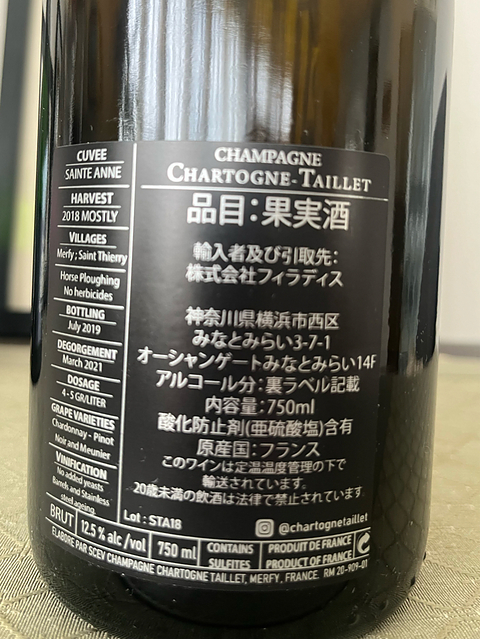 CUVEE
SAINTE ANNE
HARVEST
2018 MOSTLY
VILLAGES
Merfy ; Saint Thierry
Horse Ploughing
No herbicides
BOTTLING
July 2019
DEGORGEMENT
March 2021
DOSAGE
4 - 5 GR/LITER
GRAPE VARIETIES
Chardonnay - Pinot
Noir and Meunier
VINIFICATION
No added yeasts
Barrels and Stainless
steel ageing
CHAMPAGNE
CHARTOGNE-TAILLET
品目：果実酒
輸入者及び引取先：
株式会社フィラディス
神奈川県横浜市西区
みなとみらい3-7-1
オーシャンゲートみなとみらい14F
アルコール分：裏ラベル記載
内容量：750ml
酸化防止剤(亜硫酸塩)含有
原産国：フランス
このワインは定温温度管理の下で
輸送されています。
20歳未満の飲酒は法律で禁止されています
Lot : STA18
@chartognetaillet
BRUT
12.5 % alc /vol
750 ml
CONTAINS
SULFITES
PRODUIT DE FRANCE
PRODUCT OF FRANCE
ELABORE PAR SCEV CHAMPAGNE CHARTOGNE TAILLET, MERFY, FRANCE. RM 20-909-01